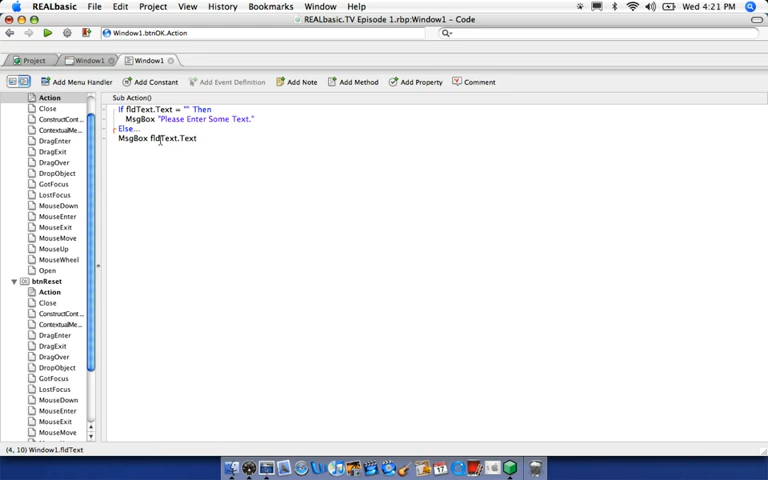 REALbasic File Edit Project View History Bookmarks Window Help Wed 4:21 PM
REALbasic.TV Episode 1.rbp:Window1 - Code
Window1.btnOK.Action
Project Window1 Window1
Add Menu Handler Add Constant Add Event Definition Add Note Add Method Add Property Comment
Action
Close
ConstructCont...
ContextualMe...
DragEnter
DragExit
DragOver
DropObject
GotFocus
LostFocus
MouseDown
MouseEnter
MouseExit
MouseMove
MouseUp
MouseWheel
Open
btnReset
Action
Close
ConstructCont...
ContextualMe...
DragEnter
DragExit
DragOver
DropObject
GotFocus
LostFocus
MouseDown
MouseEnter
MouseExit
MouseMove
Sub Action()
If fldText.Text = "" Then
MsgBox "Please Enter Some Text."
Else...
MsgBox fldText.Text
(4, 10) Window1.fldText